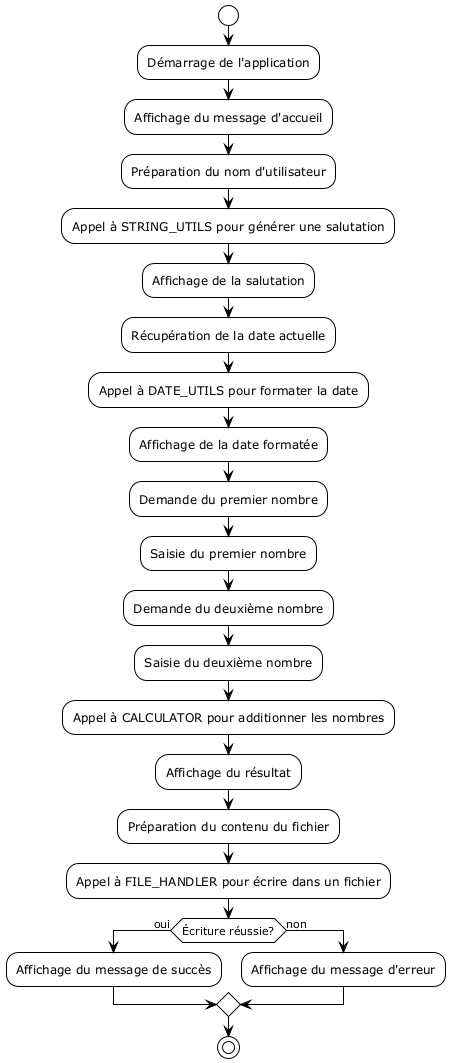 Démarrage de l'application
Affichage du message d'accueil
Préparation du nom d'utilisateur
Appel à STRING_UTILS pour générer une salutation
Affichage de la salutation
Récupération de la date actuelle
Appel à DATE_UTILS pour formater la date
Affichage de la date formatée
Demande du premier nombre
Saisie du premier nombre
Demande du deuxième nombre
Saisie du deuxième nombre
Appel à CALCULATOR pour additionner les nombres
Affichage du résultat
Préparation du contenu du fichier
Appel à FILE_HANDLER pour écrire dans un fichier
oui
Écriture réussie?
non
Affichage du message de succès
Affichage du message d'erreur